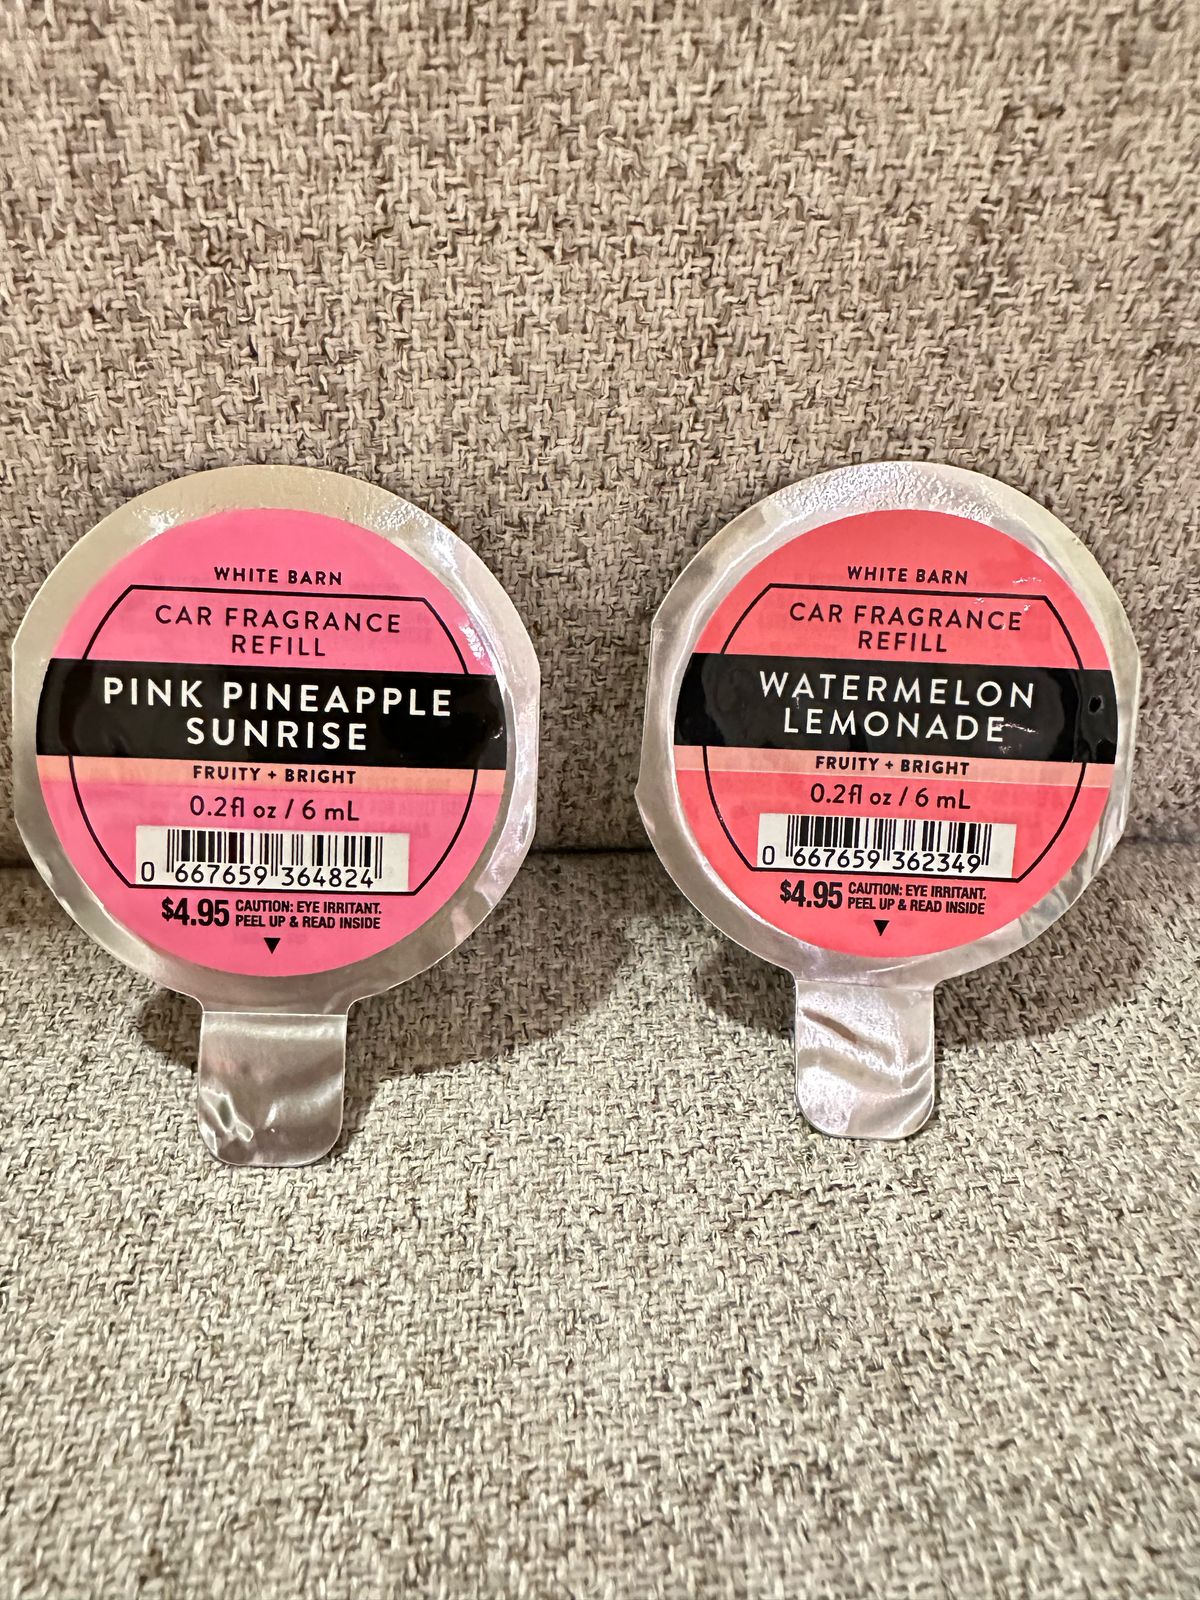 WHITE BARN
CAR FRAGRANCE
REFILL
PINK PINEAPPLE
SUNRISE
FRUITY + BRIGHT
0.2fl oz / 6 mL
0 667659 364824
$4.95 CAUTION: EYE IRRITANT.
PEEL UP & READ INSIDE
WHITE BARN
CAR FRAGRANCE
REFILL
WATERMELON
LEMONADE
FRUITY + BRIGHT
0.2fl oz / 6 mL
0 667659 362349
$4.95 CAUTION: EYE IRRITANT.
PEEL UP & READ INSIDE